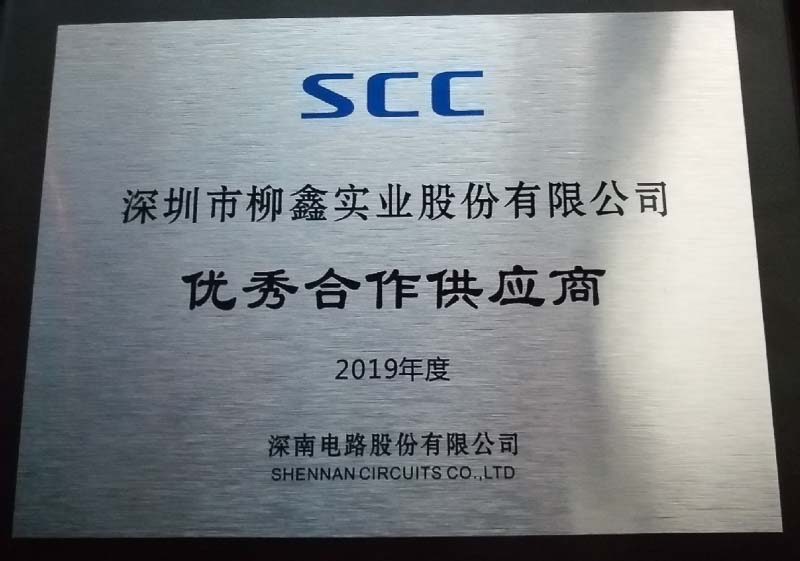 SCC
深圳市柳鑫实业股份有限公司
优秀合作供应商
2019年度
深南电路股份有限公司
SHENNAN CIRCUITS CO.,LTD